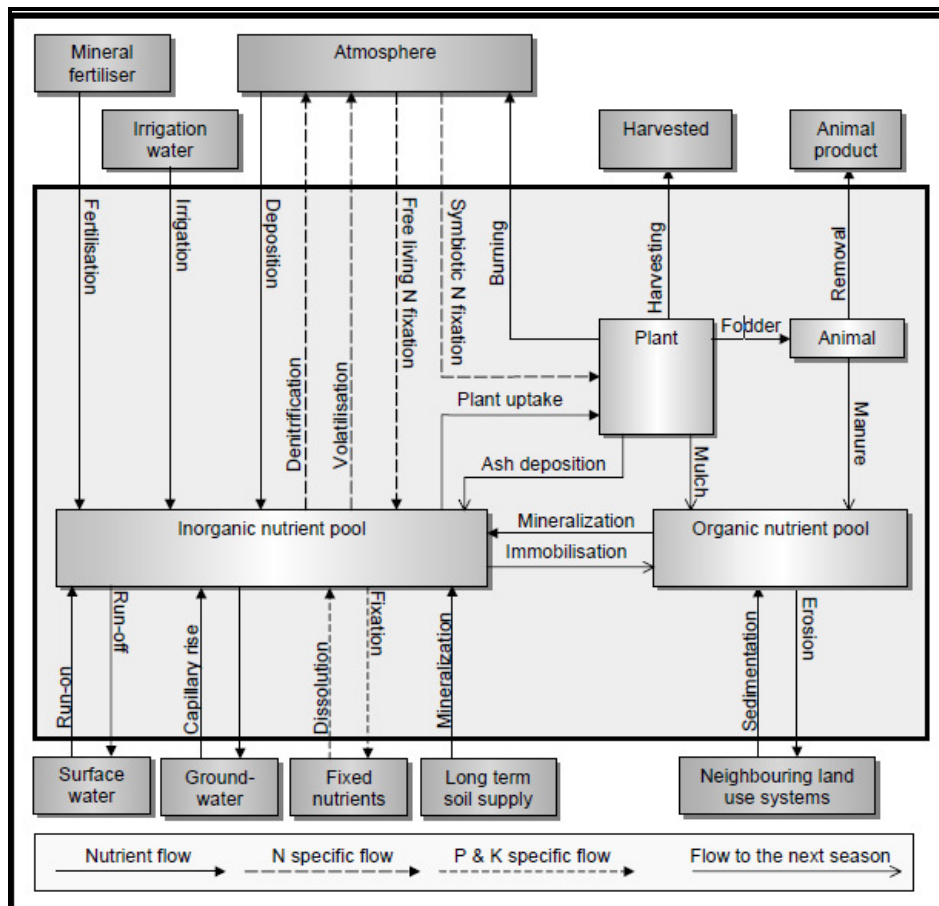 Mineral
fertiliser
Atmosphere
Irrigation
water
Harvested
Animal
product
Fertilisation
Irrigation
Deposition
Denitrification
Volatilisation
Free living N fixation
Symbiotic N
fixation
Burning
Harvesting
Removal
Plant
Fodder
Animal
Plant uptake
Manure
Ash deposition
Mulch
Inorganic nutrient pool
Mineralization
Immobilisation
Organic nutrient pool
Run-on
Run-off
Capillary rise
Dissolution
Fixation
Mineralization
Sedimentation
Erosion
Surface
water
Ground-
water
Fixed
nutrients
Long term
soil supply
Neighbouring land
use systems
Nutrient flow
N specific flow
P & K specific flow
Flow to the next season